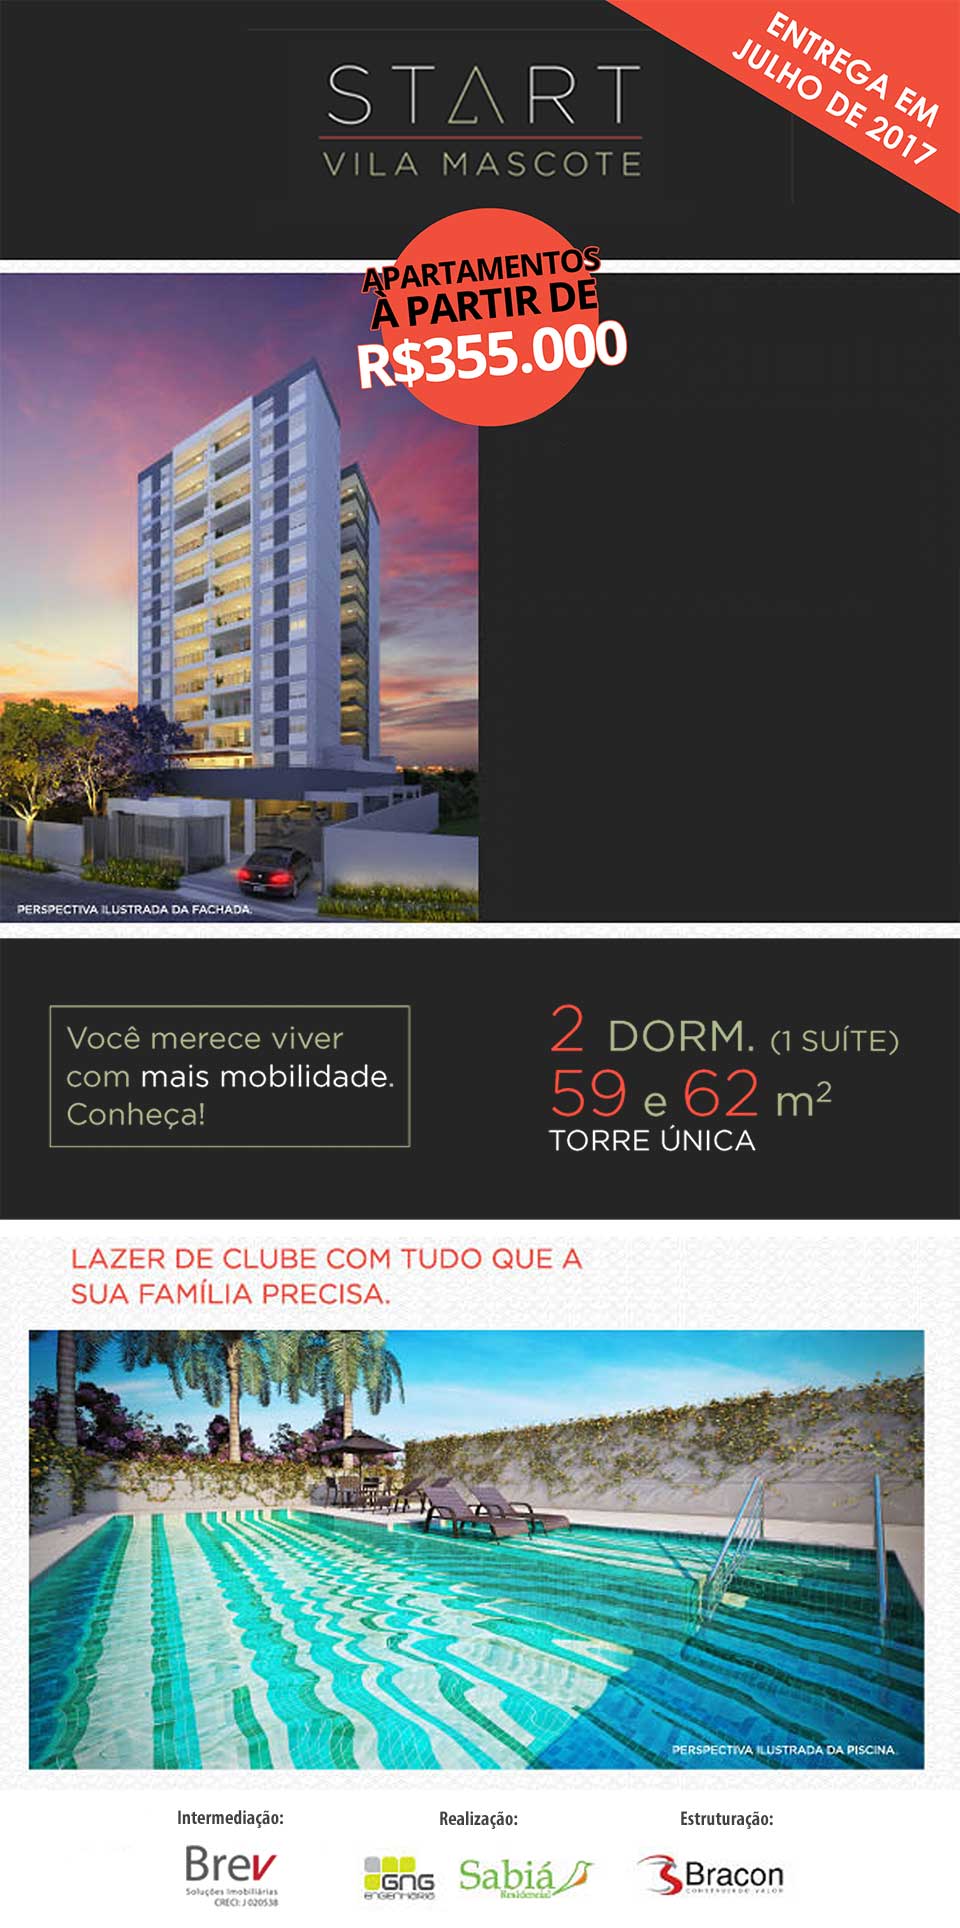 ENTREGA EM
JULHO DE 2017
START
VILA MASCOTE
APARTAMENTOS
À PARTIR DE
R$355.000
PERSPECTIVA ILUSTRADA DA FACHADA.
Você merece viver
com mais mobilidade.
Conheça!
2 DORM. (1 SUÍTE)
59 e 62 m²
TORRE ÚNICA
LAZER DE CLUBE COM TUDO QUE A
SUA FAMÍLIA PRECISA.
PERSPECTIVA ILUSTRADA DA PISCINA.
Intermediação:
Brev
Soluções Imobiliárias
CRECI: J 020538
Realização:
GNG
ENGENHARIA
Sabiá
Residencial
Estruturação:
Bracon
CONSTRUINDO VALOR